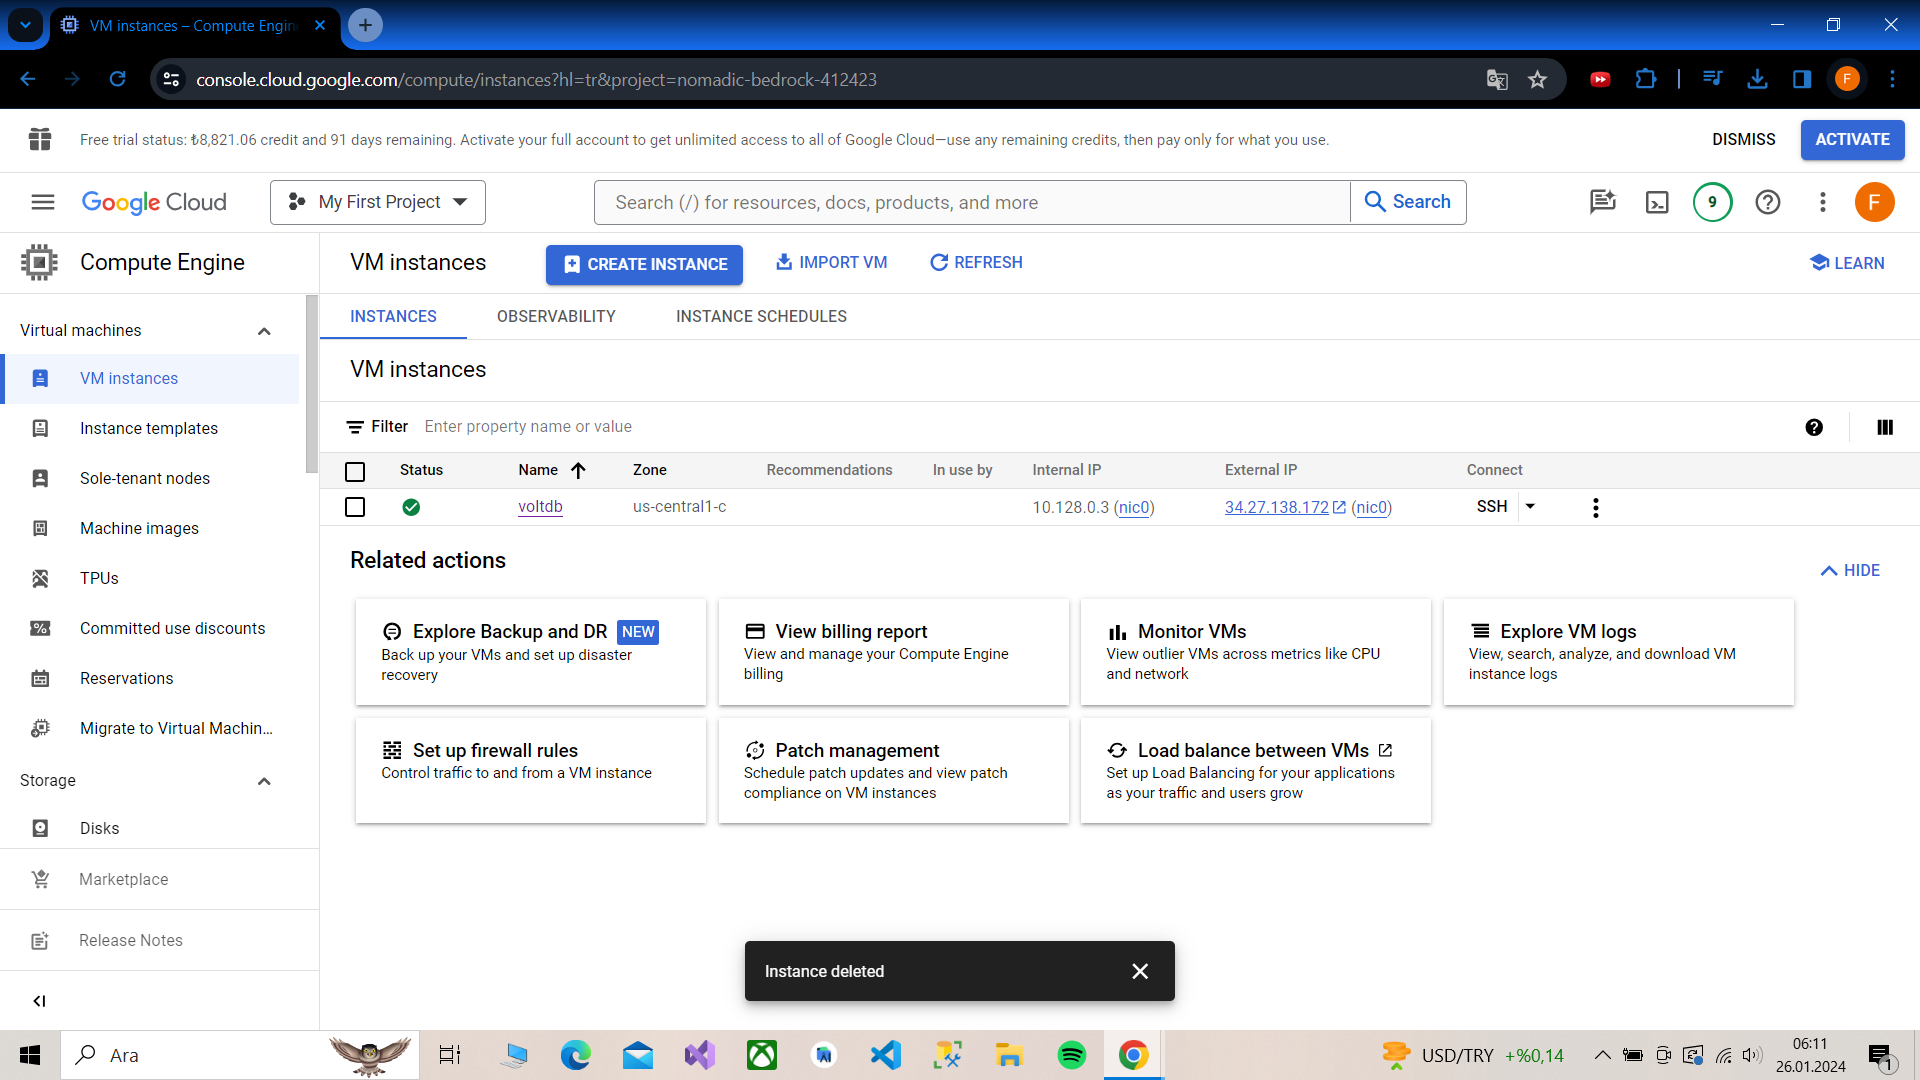 VM instances – Compute Engin
console.cloud.google.com/compute/instances?hl=tr&project=nomadic-bedrock-412423
F
Free trial status: ₺8,821.06 credit and 91 days remaining. Activate your full account to get unlimited access to all of Google Cloud—use any remaining credits, then pay only for what you use.
DISMISS
ACTIVATE
Google Cloud
My First Project
Search (/) for resources, docs, products, and more
Search
9
F
Compute Engine
VM instances
CREATE INSTANCE
IMPORT VM
REFRESH
LEARN
Virtual machines
VM instances
Instance templates
Sole-tenant nodes
Machine images
TPUs
Committed use discounts
Reservations
Migrate to Virtual Machin...
Storage
Disks
Marketplace
Release Notes
INSTANCES
OBSERVABILITY
INSTANCE SCHEDULES
VM instances
Filter
Enter property name or value
Status
Name
Zone
Recommendations
In use by
Internal IP
External IP
Connect
voltdb
us-central1-c
10.128.0.3 (nic0)
34.27.138.172 (nic0)
SSH
Related actions
HIDE
Explore Backup and DR NEW
Back up your VMs and set up disaster
recovery
View billing report
View and manage your Compute Engine
billing
Monitor VMs
View outlier VMs across metrics like CPU
and network
Explore VM logs
View, search, analyze, and download VM
instance logs
Set up firewall rules
Control traffic to and from a VM instance
Patch management
Schedule patch updates and view patch
compliance on VM instances
Load balance between VMs
Set up Load Balancing for your applications
as your traffic and users grow
Instance deleted
Ara
USD/TRY +%0,14
06:11
26.01.2024
1